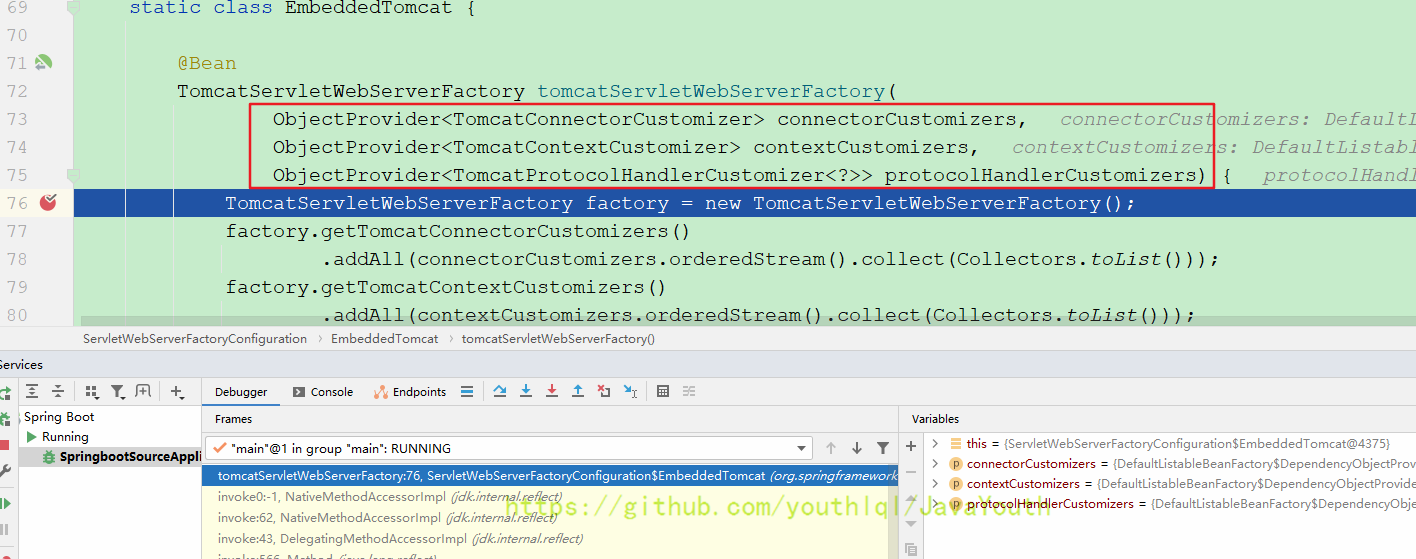 69 static class EmbeddedTomcat {
70
71 @Bean
72 TomcatServletWebServerFactory tomcatServletWebServerFactory(
73 ObjectProvider<TomcatConnectorCustomizer> connectorCustomizers, connectorCustomizers: DefaultL
74 ObjectProvider<TomcatContextCustomizer> contextCustomizers, contextCustomizers: DefaultListabl
75 ObjectProvider<TomcatProtocolHandlerCustomizer<?>> protocolHandlerCustomizers) { protocolHandl
76 TomcatServletWebServerFactory factory = new TomcatServletWebServerFactory();
77 factory.getTomcatConnectorCustomizers()
78 .addAll(connectorCustomizers.orderedStream().collect(Collectors.toList()));
79 factory.getTomcatContextCustomizers()
80 .addAll(contextCustomizers.orderedStream().collect(Collectors.toList()));
ServletWebServerFactoryConfiguration › EmbeddedTomcat › tomcatServletWebServerFactory()
Services
Debugger Console Endpoints
Spring Boot
Running
SpringbootSourceAppli
Frames
"main"@1 in group "main": RUNNING
tomcatServletWebServerFactory:76, ServletWebServerFactoryConfiguration$EmbeddedTomcat (org.springframework
invoke0:-1, NativeMethodAccessorImpl (jdk.internal.reflect)
invoke:62, NativeMethodAccessorImpl (jdk.internal.reflect)
invoke:43, DelegatingMethodAccessorImpl (jdk.internal.reflect)
invoke:566, Method (java.lang.reflect)
Variables
this = {ServletWebServerFactoryConfiguration$EmbeddedTomcat@4375}
connectorCustomizers = {DefaultListableBeanFactory$DependencyObjectProvi
contextCustomizers = {DefaultListableBeanFactory$DependencyObjectProvide
protocolHandlerCustomizers = {DefaultListableBeanFactory$DependencyObject
https://github.com/youthlql/JavaYouth